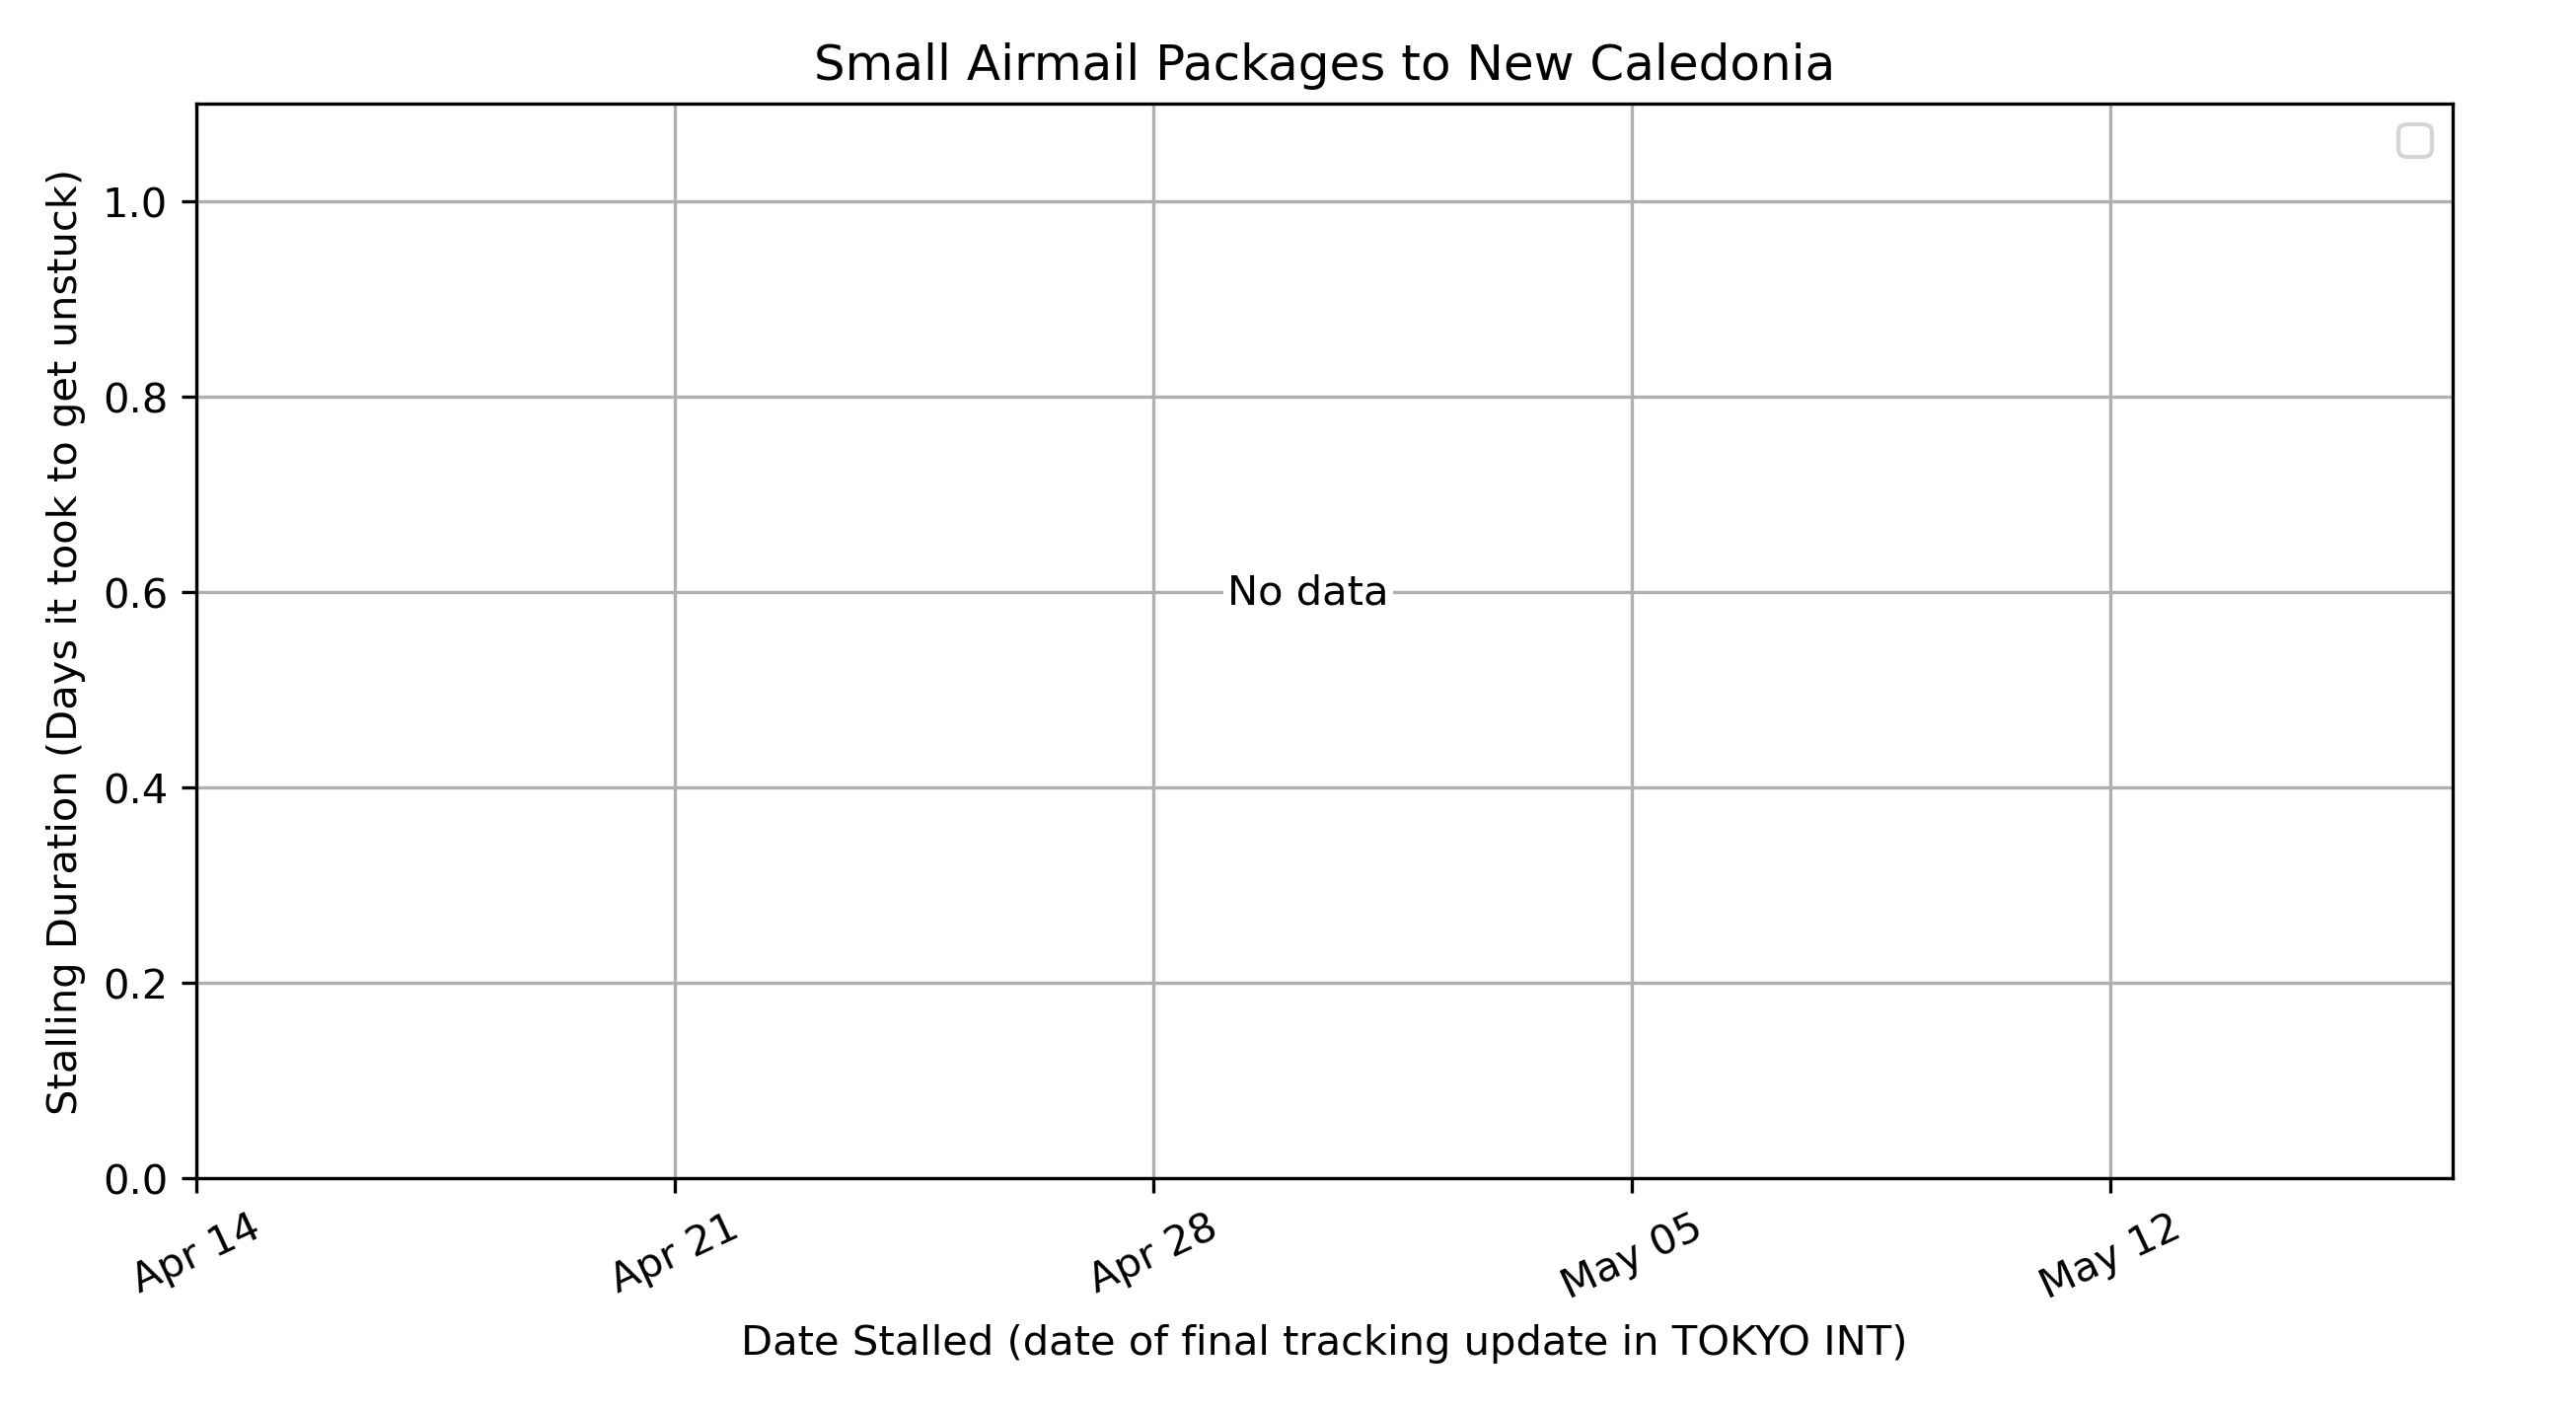 Small Airmail Packages to New Caledonia
Stalling Duration (Days it took to get unstuck)
1.0
0.8
0.6
0.4
0.2
0.0
No data
Apr 14
Apr 21
Apr 28
May 05
May 12
Date Stalled (date of final tracking update in TOKYO INT)